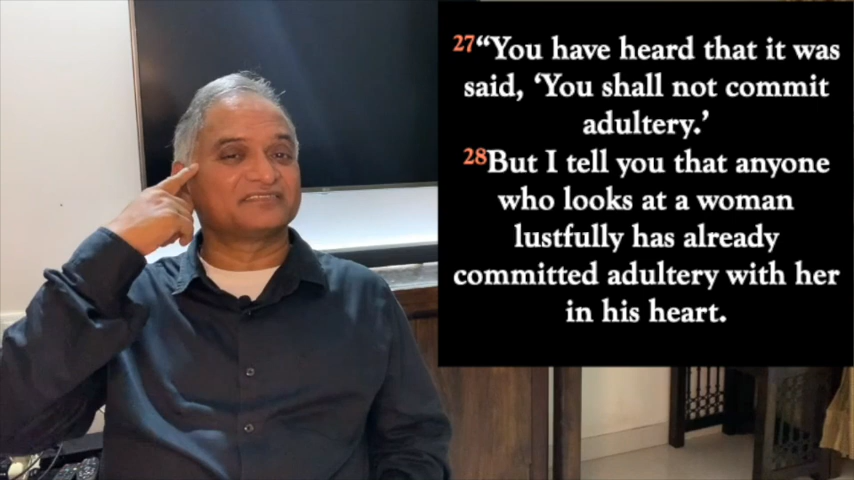 27“You have heard that it was
said, ‘You shall not commit
adultery.’
28But I tell you that anyone
who looks at a woman
lustfully has already
committed adultery with her
in his heart.